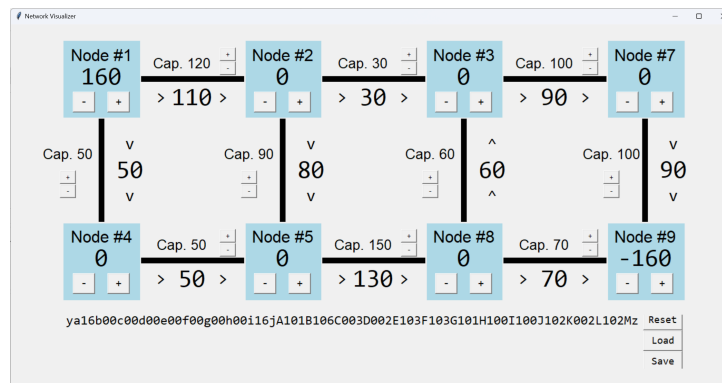 Network Visualizer
Node #1 Node #2 Node #3 Node #7
160 Cap. 120 + 0 Cap. 30 + 0 Cap. 100 + 0
- - -
- + > 110 > - + > 30 > - + > 90 > - +
v v ^ v
Cap. 50 50 Cap. 90 80 Cap. 60 60 Cap. 100 90
+ + + +
- - - -
v v ^ v
Node #4 Node #5 Node #8 Node #9
0 Cap. 50 + 0 Cap. 150 + 0 Cap. 70 + -160
- - -
- + > 50 > - + > 130 > - + > 70 > - +
ya16b00c00d00e00f00g00h00i16jA101B106C003D002E103F103G101H100I100J102K002L102Mz Reset
Load
Save